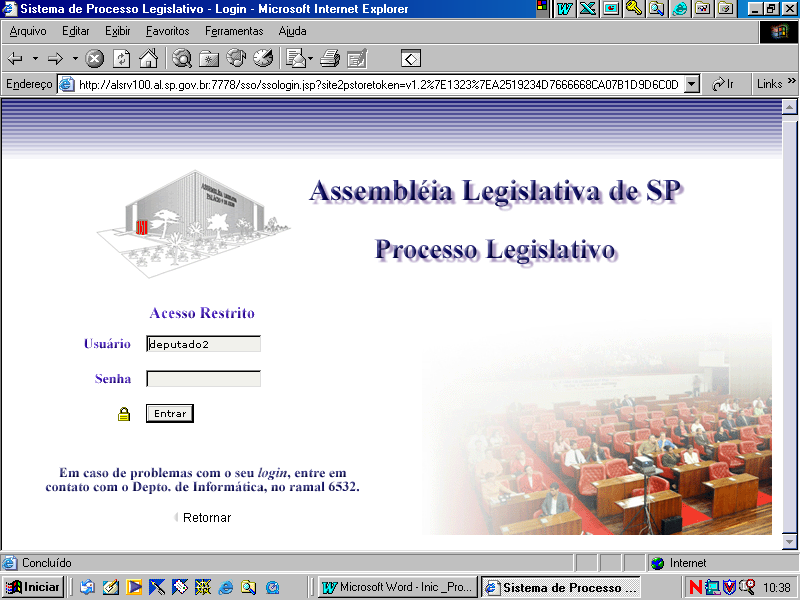 Sistema de Processo Legislativo - Login - Microsoft Internet Explorer
Arquivo Editar Exibir Favoritos Ferramentas Ajuda
Endereço http://alsrv100.al.sp.gov.br:7778/sso/ssologin.jsp?site2pstoretoken=v1.2%7E1323%7EA2519234D7666668CA07B1D9D6C0D Ir Links »
Assembléia Legislativa de SP
Processo Legislativo
Acesso Restrito
Usuário deputado2
Senha
Entrar
Em caso de problemas com o seu login, entre em
contato com o Depto. de Informática, no ramal 6532.
Retornar
Concluído Internet
Iniciar Microsoft Word - Inic _Pro... Sistema de Processo ... 10:38